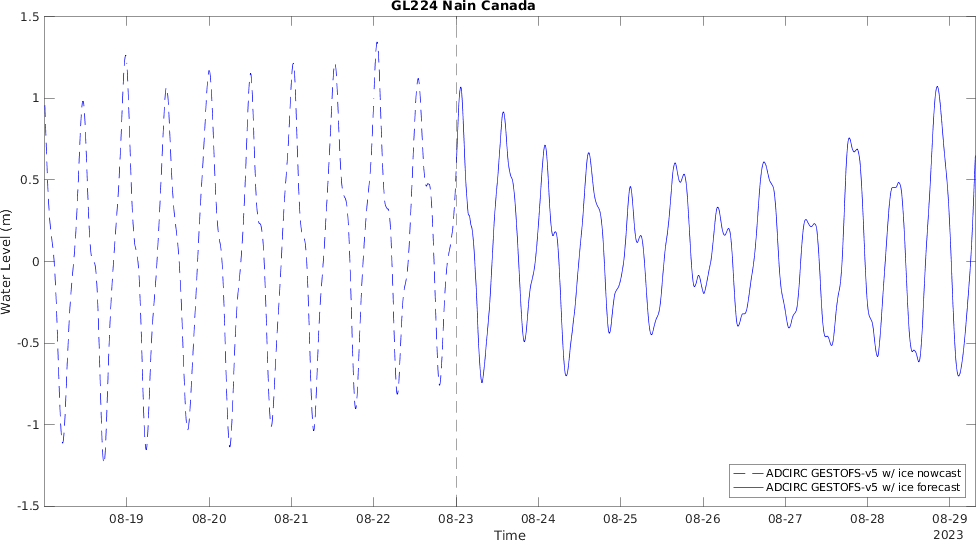 GL224 Nain Canada
1.5
1
0.5
0
-0.5
-1
-1.5
Water Level (m)
ADCIRC GESTOFS-v5 w/ ice nowcast
ADCIRC GESTOFS-v5 w/ ice forecast
08-19 08-20 08-21 08-22 08-23 08-24 08-25 08-26 08-27 08-28 08-29
2023
Time